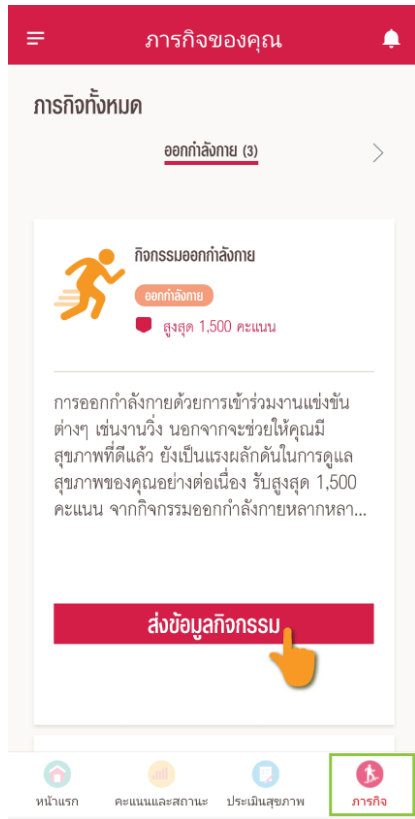 ภารกิจของคุณ
ภารกิจทั้งหมด
ออกกำลังกาย (3)
กิจกรรมออกกำลังกาย
ออกกำลังกาย
สูงสุด 1,500 คะแนน
การออกกำลังกายด้วยการเข้าร่วมงานแข่งขัน
ต่างๆ เช่นงานวิ่ง นอกจากจะช่วยให้คุณมี
สุขภาพที่ดีแล้ว ยังเป็นแรงผลักดันในการดูแล
สุขภาพของคุณอย่างต่อเนื่อง รับสูงสุด 1,500
คะแนน จากกิจกรรมออกกำลังกายหลากหลา...
ส่งข้อมูลกิจกรรม
หน้าแรก คะแนนและสถานะ ประเมินสุขภาพ ภารกิจ